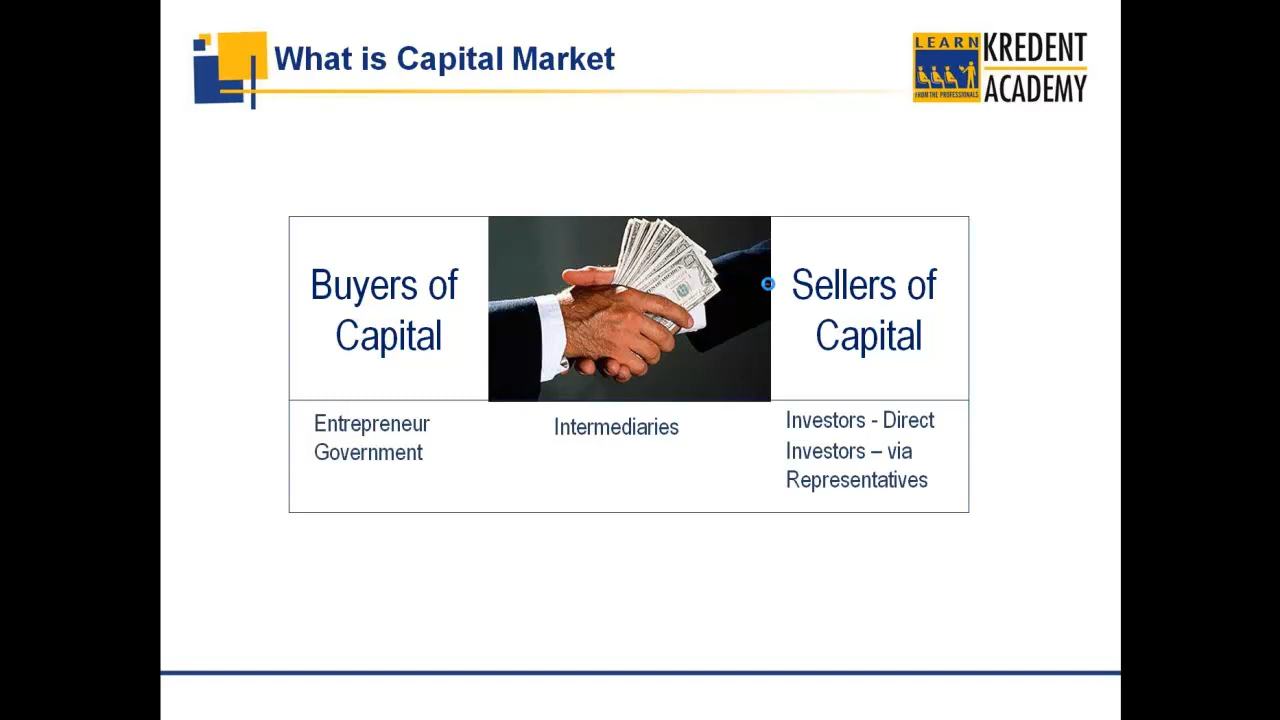 What is Capital Market
LEARN
FROM THE PROFESSIONALS
KREDENT
ACADEMY
Buyers of
Capital
Sellers of
Capital
Entrepreneur
Government
Intermediaries
Investors - Direct
Investors – via
Representatives